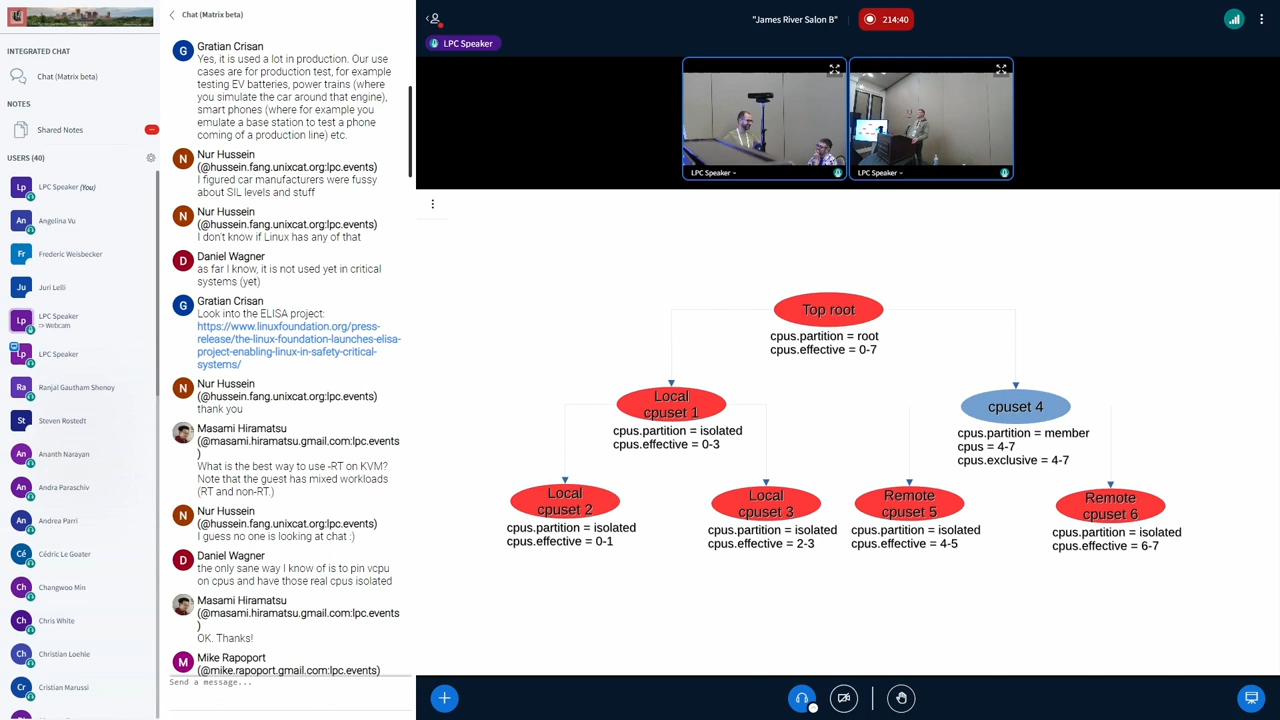 INTEGRATED CHAT
Chat (Matrix beta)
NOTES
Shared Notes
USERS (40)
Lp LPC Speaker (You)
An Angelina Vu
Fr Frederic Weisbecker
Ju Juri Lelli
Lp LPC Speaker
Webcam
Lp LPC Speaker
Ra Ranjal Gautham Shenoy
St Steven Rostedt
An Ananth Narayan
An Andra Paraschiv
An Andrea Parri
Cé Cédric Le Goater
Ch Changwoo Min
Ch Chris White
Ch Christian Loehle
Cr Cristian Marussi
Chat (Matrix beta)
G Gratian Crisan
Yes, it is used a lot in production. Our use
cases are for production test, for example
testing EV batteries, power trains (where
you simulate the car around that engine),
smart phones (where for example you
emulate a base station to test a phone
coming of a production line) etc.
N Nur Hussein
(@hussein.fang.unixcat.org:lpc.events)
I figured car manufacturers were fussy
about SIL levels and stuff
N Nur Hussein
(@hussein.fang.unixcat.org:lpc.events)
I don't know if Linux has any of that
D Daniel Wagner
as far I know, it is not used yet in critical
systems (yet)
G Gratian Crisan
Look into the ELISA project:
https://www.linuxfoundation.org/press-
release/the-linux-foundation-launches-elisa-
project-enabling-linux-in-safety-critical-
systems/
N Nur Hussein
(@hussein.fang.unixcat.org:lpc.events)
thank you
Masami Hiramatsu
(@masami.hiramatsu.gmail.com:lpc.events
)
What is the best way to use -RT on KVM?
Note that the guest has mixed workloads
(RT and non-RT.)
N Nur Hussein
(@hussein.fang.unixcat.org:lpc.events)
I guess no one is looking at chat :)
D Daniel Wagner
the only sane way I know of is to pin vcpu
on cpus and have those real cpus isolated
Masami Hiramatsu
(@masami.hiramatsu.gmail.com:lpc.events
)
OK. Thanks!
M Mike Rapoport
(@mike.rapoport.gmail.com:lpc.events)
Send a message...
"James River Salon B"
214:40
LPC Speaker
LPC Speaker
LPC Speaker
Top root
cpus.partition = root
cpus.effective = 0-7
Local
cpuset 1
cpus.partition = isolated
cpus.effective = 0-3
cpuset 4
cpus.partition = member
cpus = 4-7
cpus.exclusive = 4-7
Local
cpuset 2
cpus.partition = isolated
cpus.effective = 0-1
Local
cpuset 3
cpus.partition = isolated
cpus.effective = 2-3
Remote
cpuset 5
cpus.partition = isolated
cpus.effective = 4-5
Remote
cpuset 6
cpus.partition = isolated
cpus.effective = 6-7